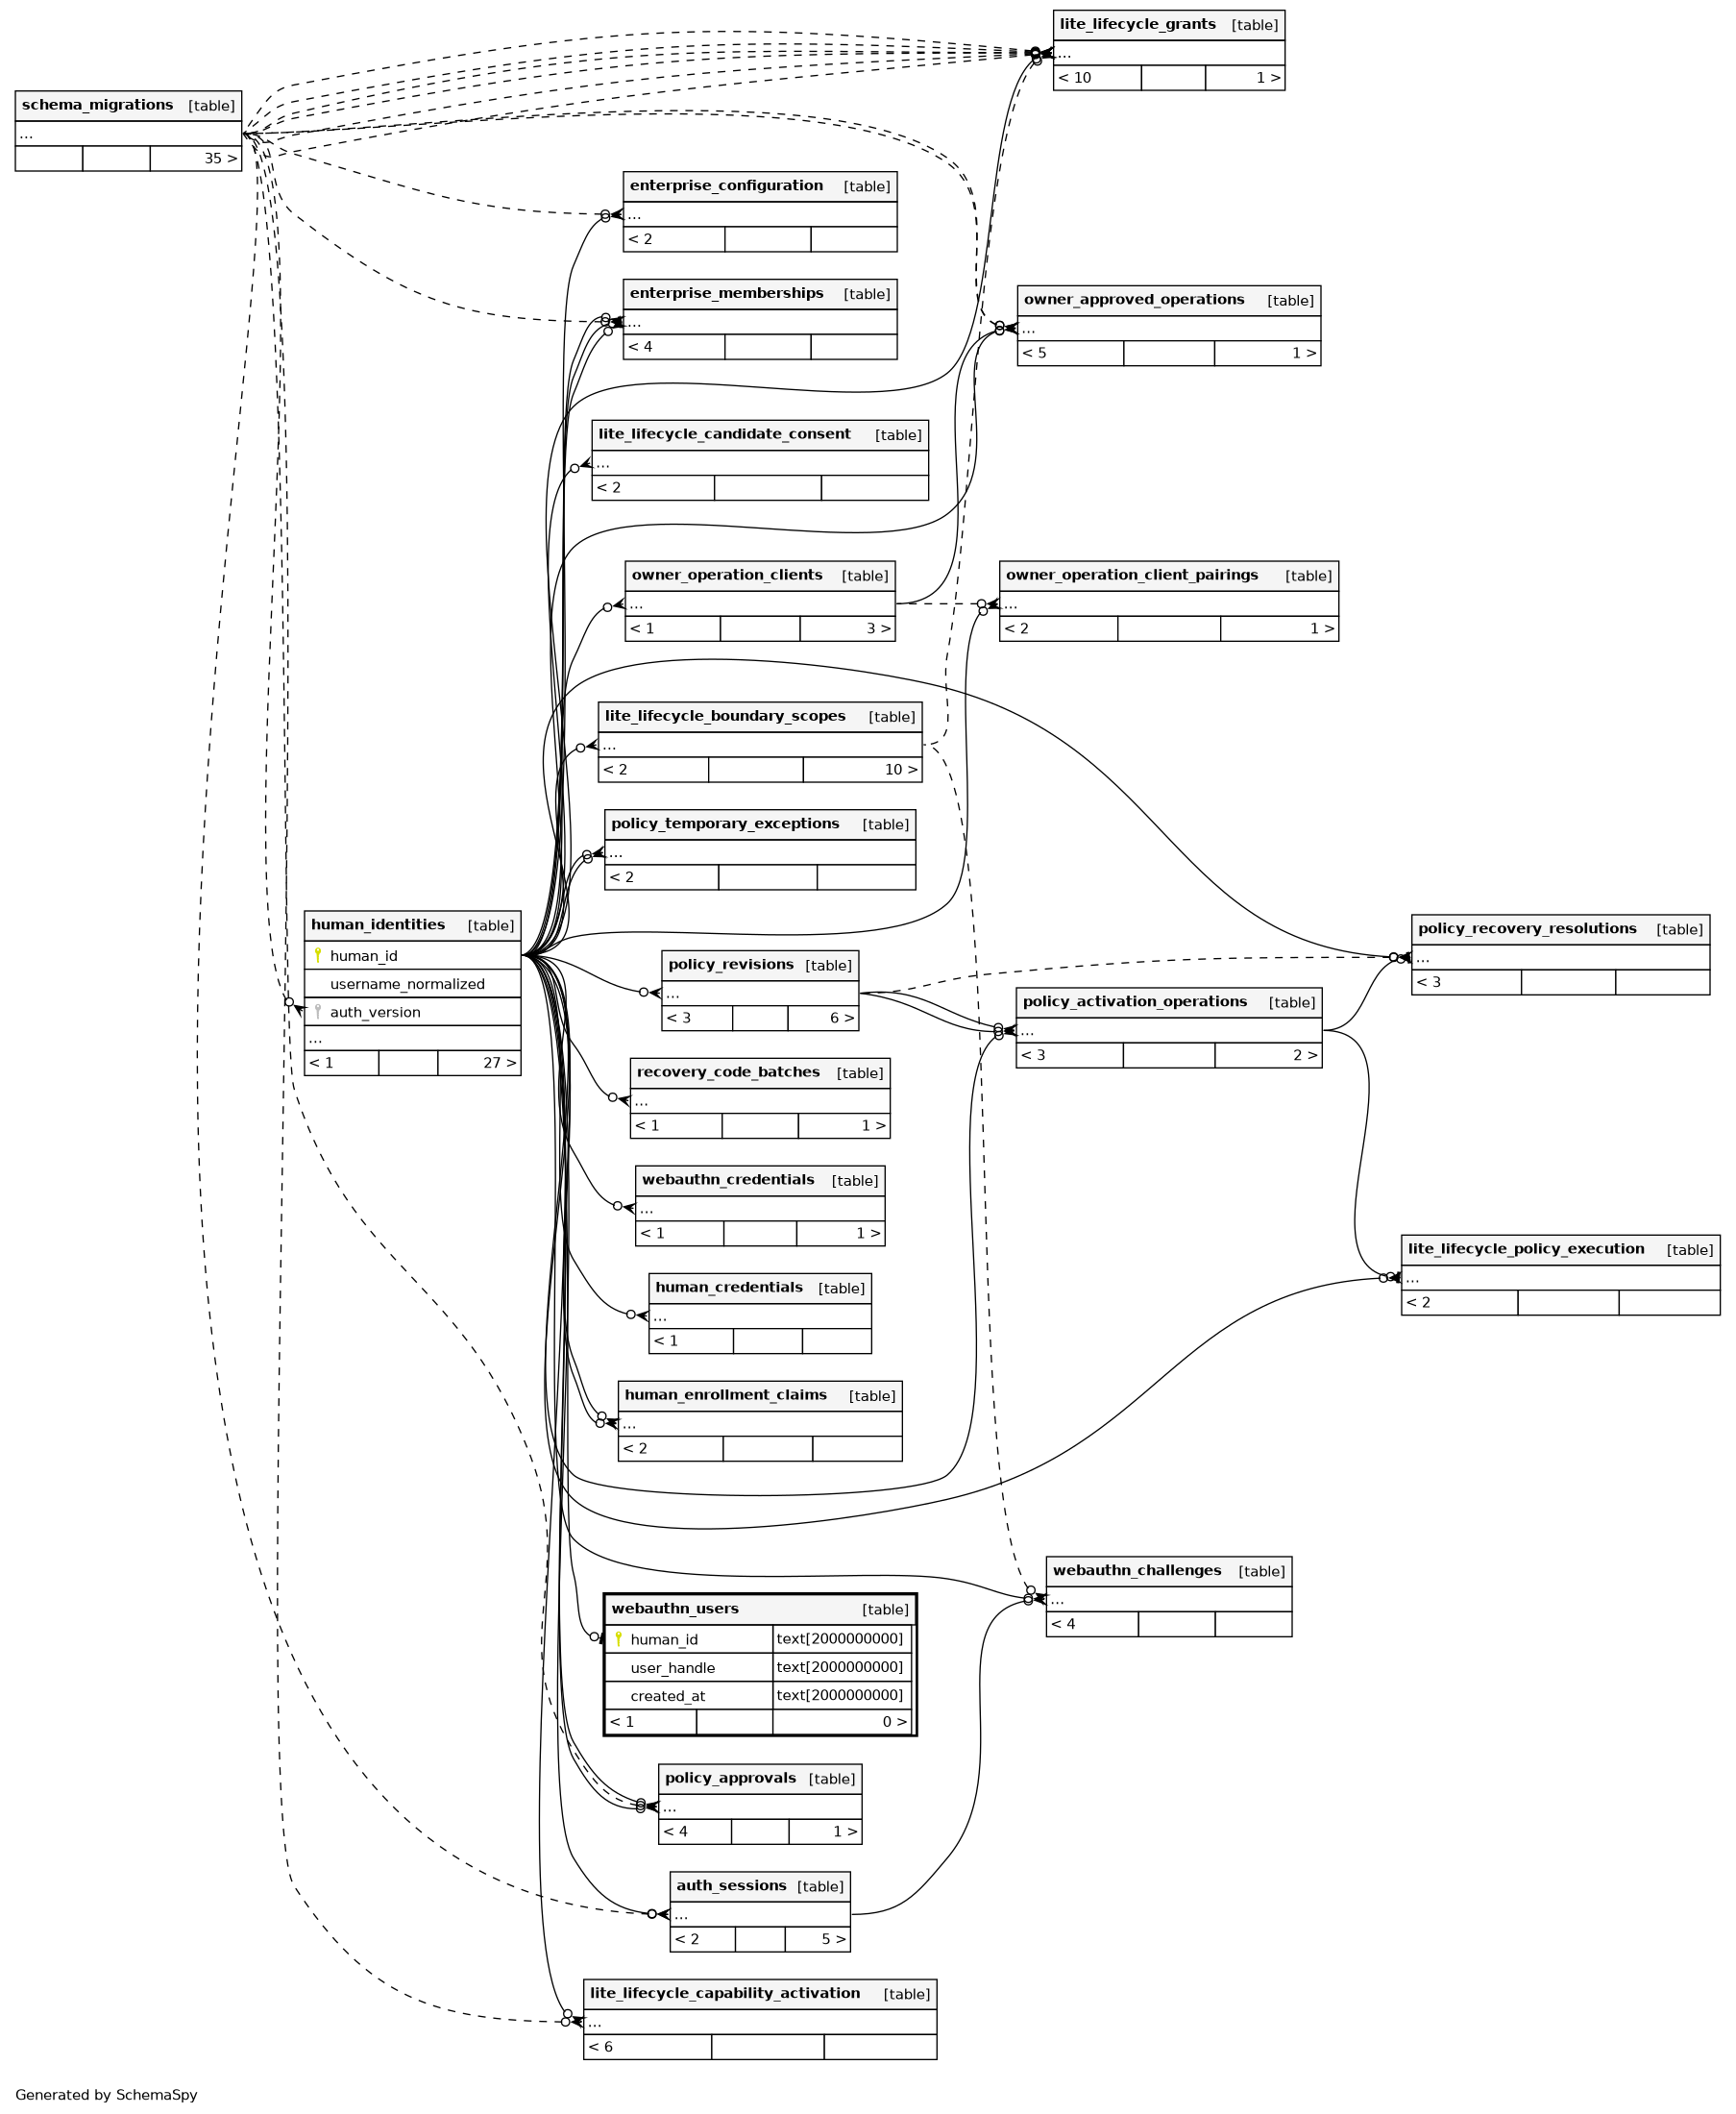 lite_lifecycle_grants [table]
...
< 10 1 >
schema_migrations [table]
...
35 >
enterprise_configuration [table]
...
< 2
enterprise_memberships [table]
...
< 4
owner_approved_operations [table]
...
< 5 1 >
lite_lifecycle_candidate_consent [table]
...
< 2
owner_operation_clients [table]
...
< 1 3 >
owner_operation_client_pairings [table]
...
< 2 1 >
lite_lifecycle_boundary_scopes [table]
...
< 2 10 >
policy_temporary_exceptions [table]
...
< 2
human_identities [table]
human_id
username_normalized
auth_version
...
< 1 27 >
policy_recovery_resolutions [table]
...
< 3
policy_revisions [table]
...
< 3 6 >
policy_activation_operations [table]
...
< 3 2 >
recovery_code_batches [table]
...
< 1 1 >
webauthn_credentials [table]
...
< 1 1 >
lite_lifecycle_policy_execution [table]
...
< 2
human_credentials [table]
...
< 1
human_enrollment_claims [table]
...
< 2
webauthn_challenges [table]
...
< 4
webauthn_users [table]
human_id text[2000000000]
user_handle text[2000000000]
created_at text[2000000000]
< 1 0 >
policy_approvals [table]
...
< 4 1 >
auth_sessions [table]
...
< 2 5 >
lite_lifecycle_capability_activation [table]
...
< 6
Generated by SchemaSpy